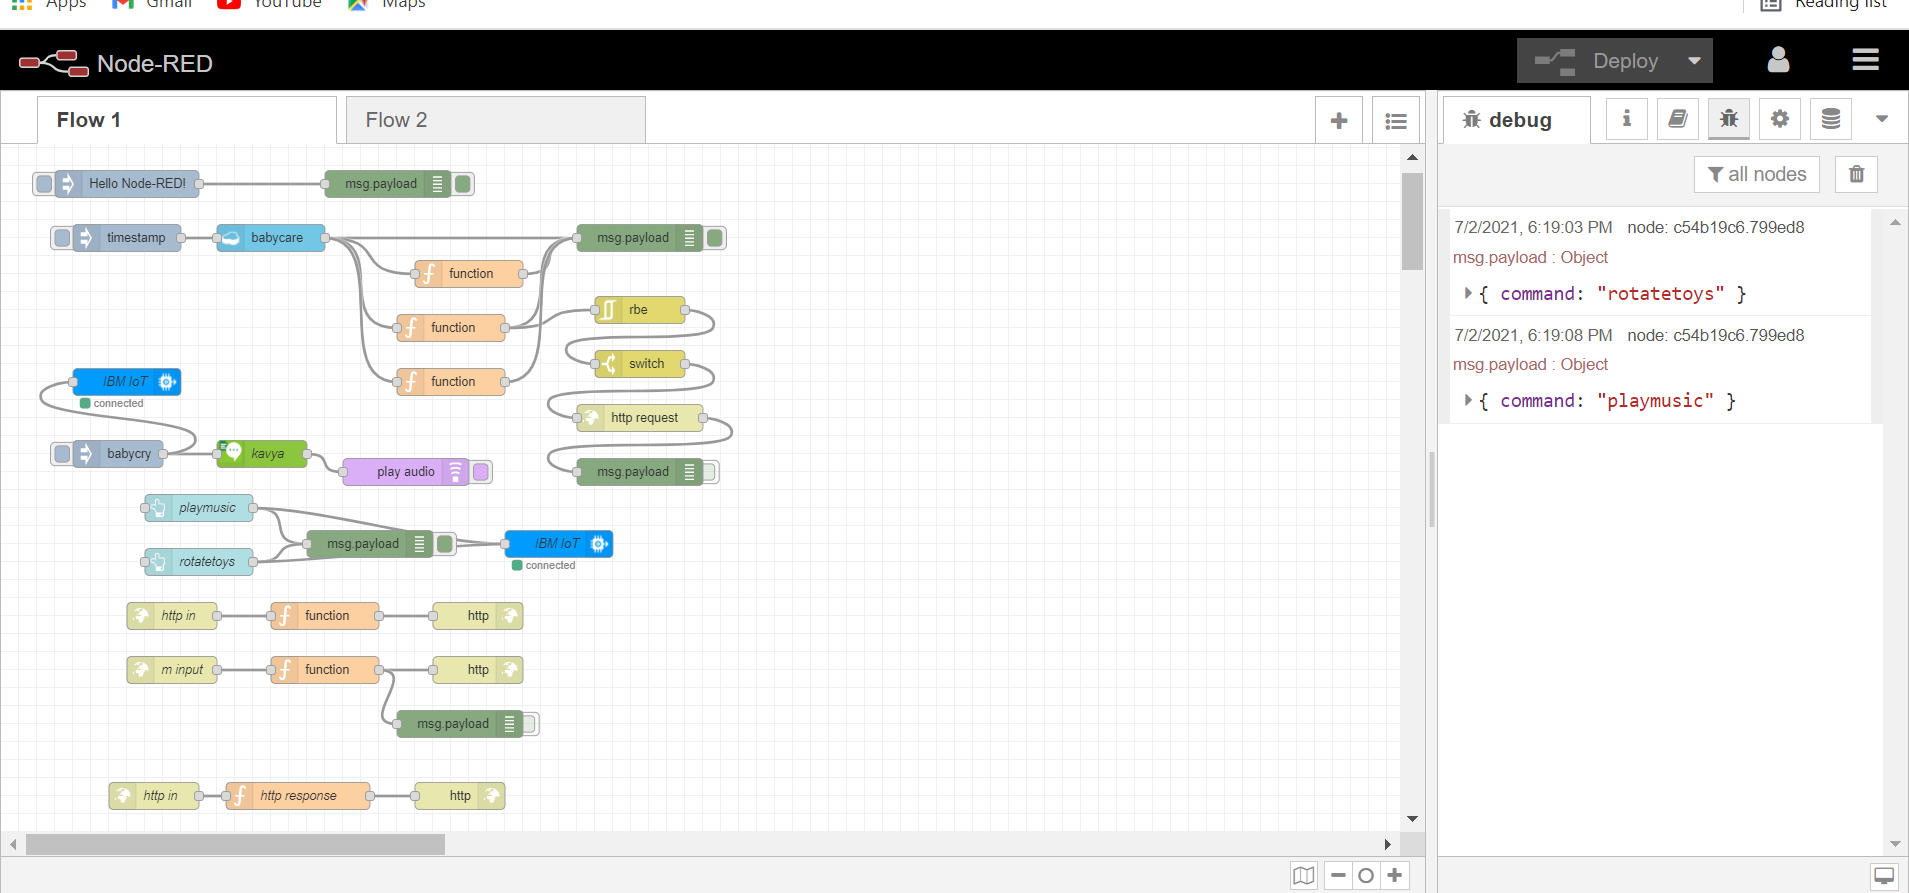 Apps Gmail YouTube Maps Reading list
Node-RED Deploy
Flow 1 Flow 2 debug
all nodes
Hello Node-RED! msg.payload
timestamp babycare msg.payload
function
function rbe
function switch
IBM IoT
connected
http request
babycry kavya play audio msg.payload
playmusic
msg.payload IBM IoT
connected
rotatetoys
http in function http
m input function http
msg.payload
http in http response http
7/2/2021, 6:19:03 PM node: c54b19c6.799ed8
msg.payload : Object
{ command: "rotatetoys" }
7/2/2021, 6:19:08 PM node: c54b19c6.799ed8
msg.payload : Object
{ command: "playmusic" }